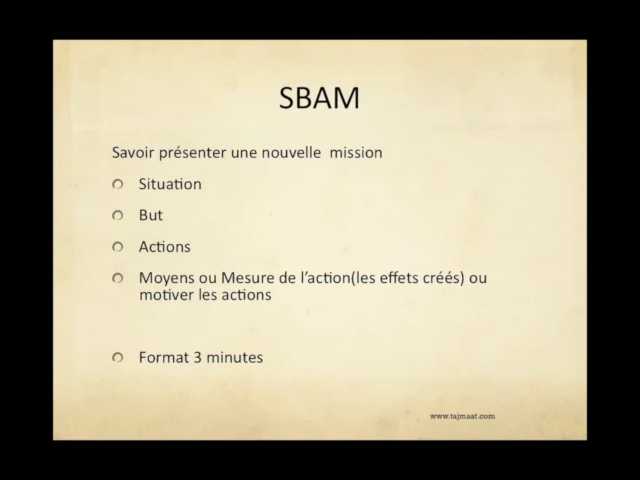 SBAM
Savoir présenter une nouvelle mission
Situation
But
Actions
Moyens ou Mesure de l’action(les effets créés) ou
motiver les actions
Format 3 minutes
www.tajmaat.com